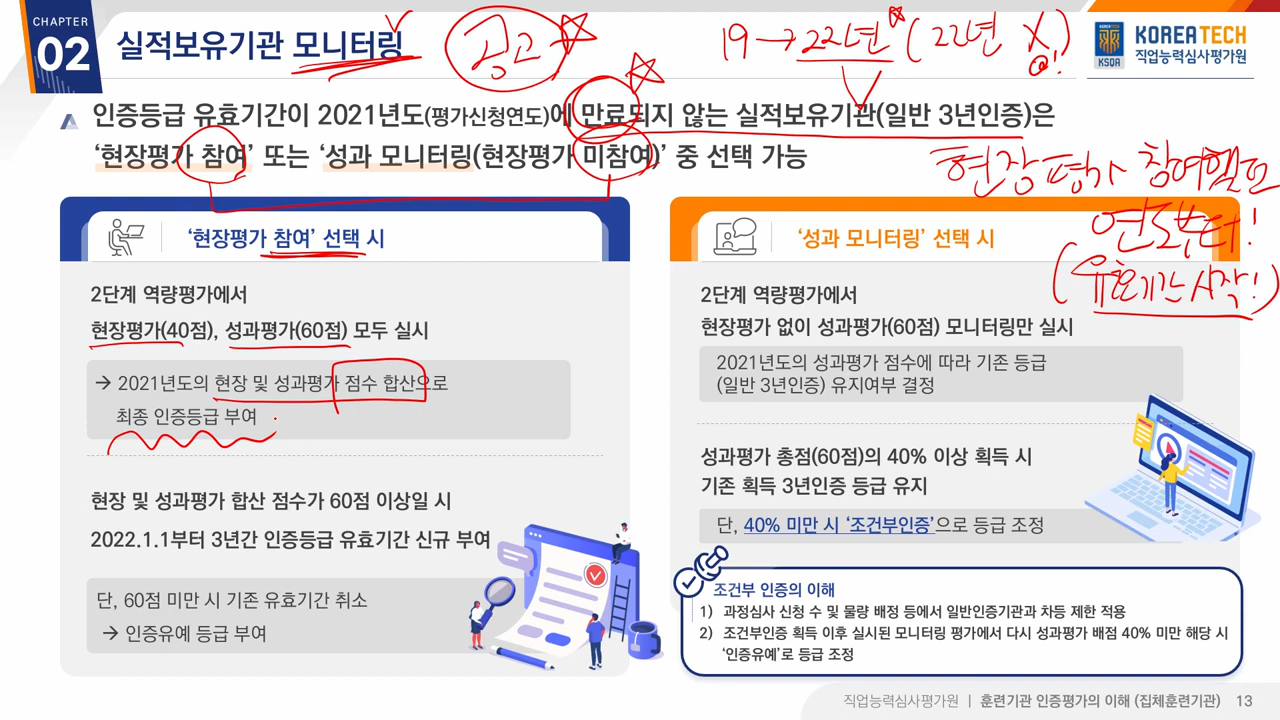 CHAPTER
02
실적보유기관 모니터링
공고
19 → 22년 (22년
KOREATECH
KSQA
직업능력심사평가원
인증등급 유효기간이 2021년도(평가신청연도)에 만료되지 않는 실적보유기관(일반 3년인증)은
'현장평가 참여' 또는 '성과 모니터링(현장평가 미참여)' 중 선택 가능
현장평가 참여했던
연도부터!
(유효기간 시작!)
'현장평가 참여' 선택 시
2단계 역량평가에서
현장평가(40점), 성과평가(60점) 모두 실시
→ 2021년도의 현장 및 성과평가 점수 합산으로
최종 인증등급 부여
현장 및 성과평가 합산 점수가 60점 이상일 시
2022.1.1부터 3년간 인증등급 유효기간 신규 부여
단, 60점 미만 시 기존 유효기간 취소
→ 인증유예 등급 부여
'성과 모니터링' 선택 시
2단계 역량평가에서
현장평가 없이 성과평가(60점) 모니터링만 실시
2021년도의 성과평가 점수에 따라 기존 등급
(일반 3년인증) 유지여부 결정
성과평가 총점(60점)의 40% 이상 획득 시
기존 획득 3년인증 등급 유지
단, 40% 미만 시 '조건부인증'으로 등급 조정
조건부 인증의 이해
1) 과정심사 신청 수 및 물량 배정 등에서 일반인증기관과 차등 제한 적용
2) 조건부인증 획득 이후 실시된 모니터링 평가에서 다시 성과평가 배점 40% 미만 해당 시
'인증유예'로 등급 조정
직업능력심사평가원 | 훈련기관 인증평가의 이해 (집체훈련기관) 13